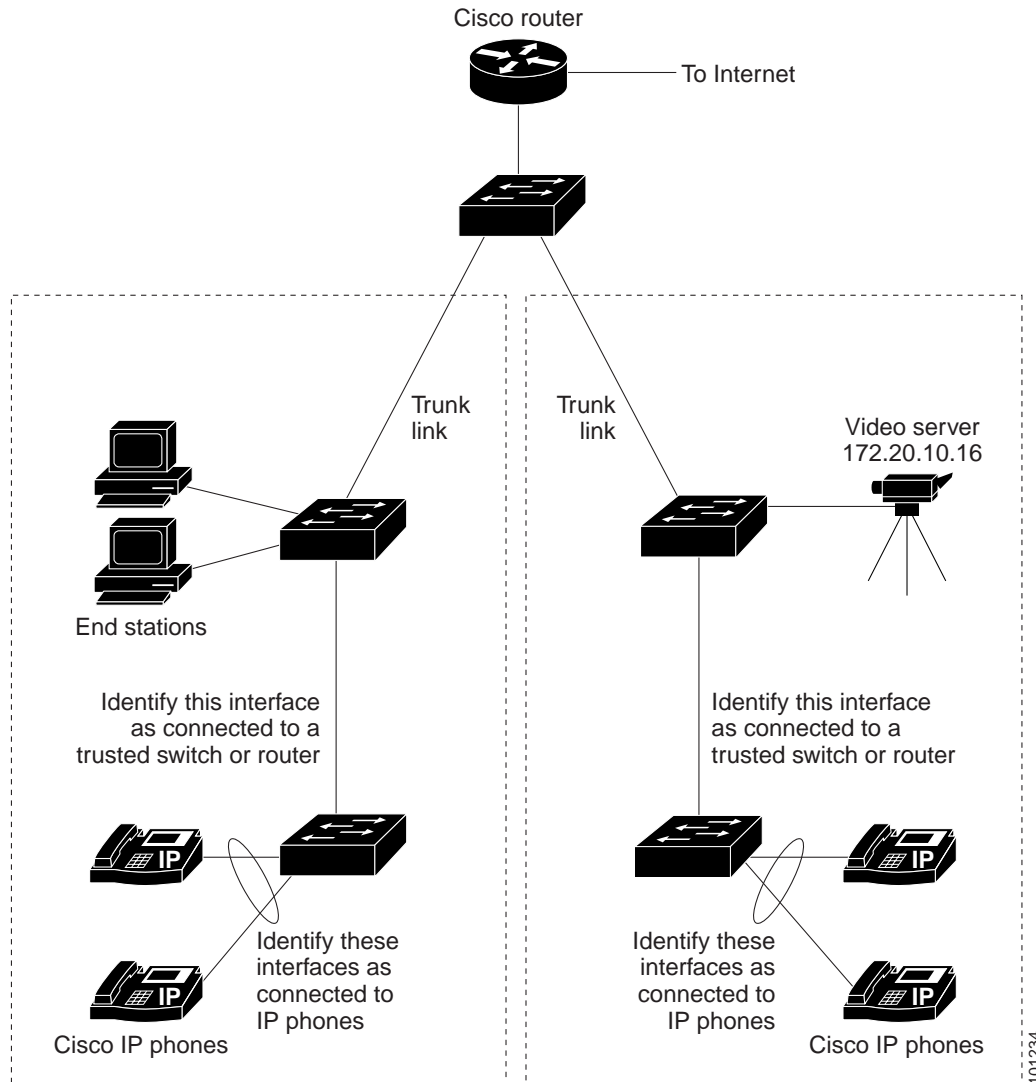 Cisco router
To Internet
Trunk
link
Trunk
link
Video server
172.20.10.16
End stations
Identify this interface
as connected to a
trusted switch or router
Identify this interface
as connected to a
trusted switch or router
IP
IP
IP
IP
Identify these
interfaces as
connected to
IP phones
Identify these
interfaces as
connected to
IP phones
Cisco IP phones
Cisco IP phones
101234